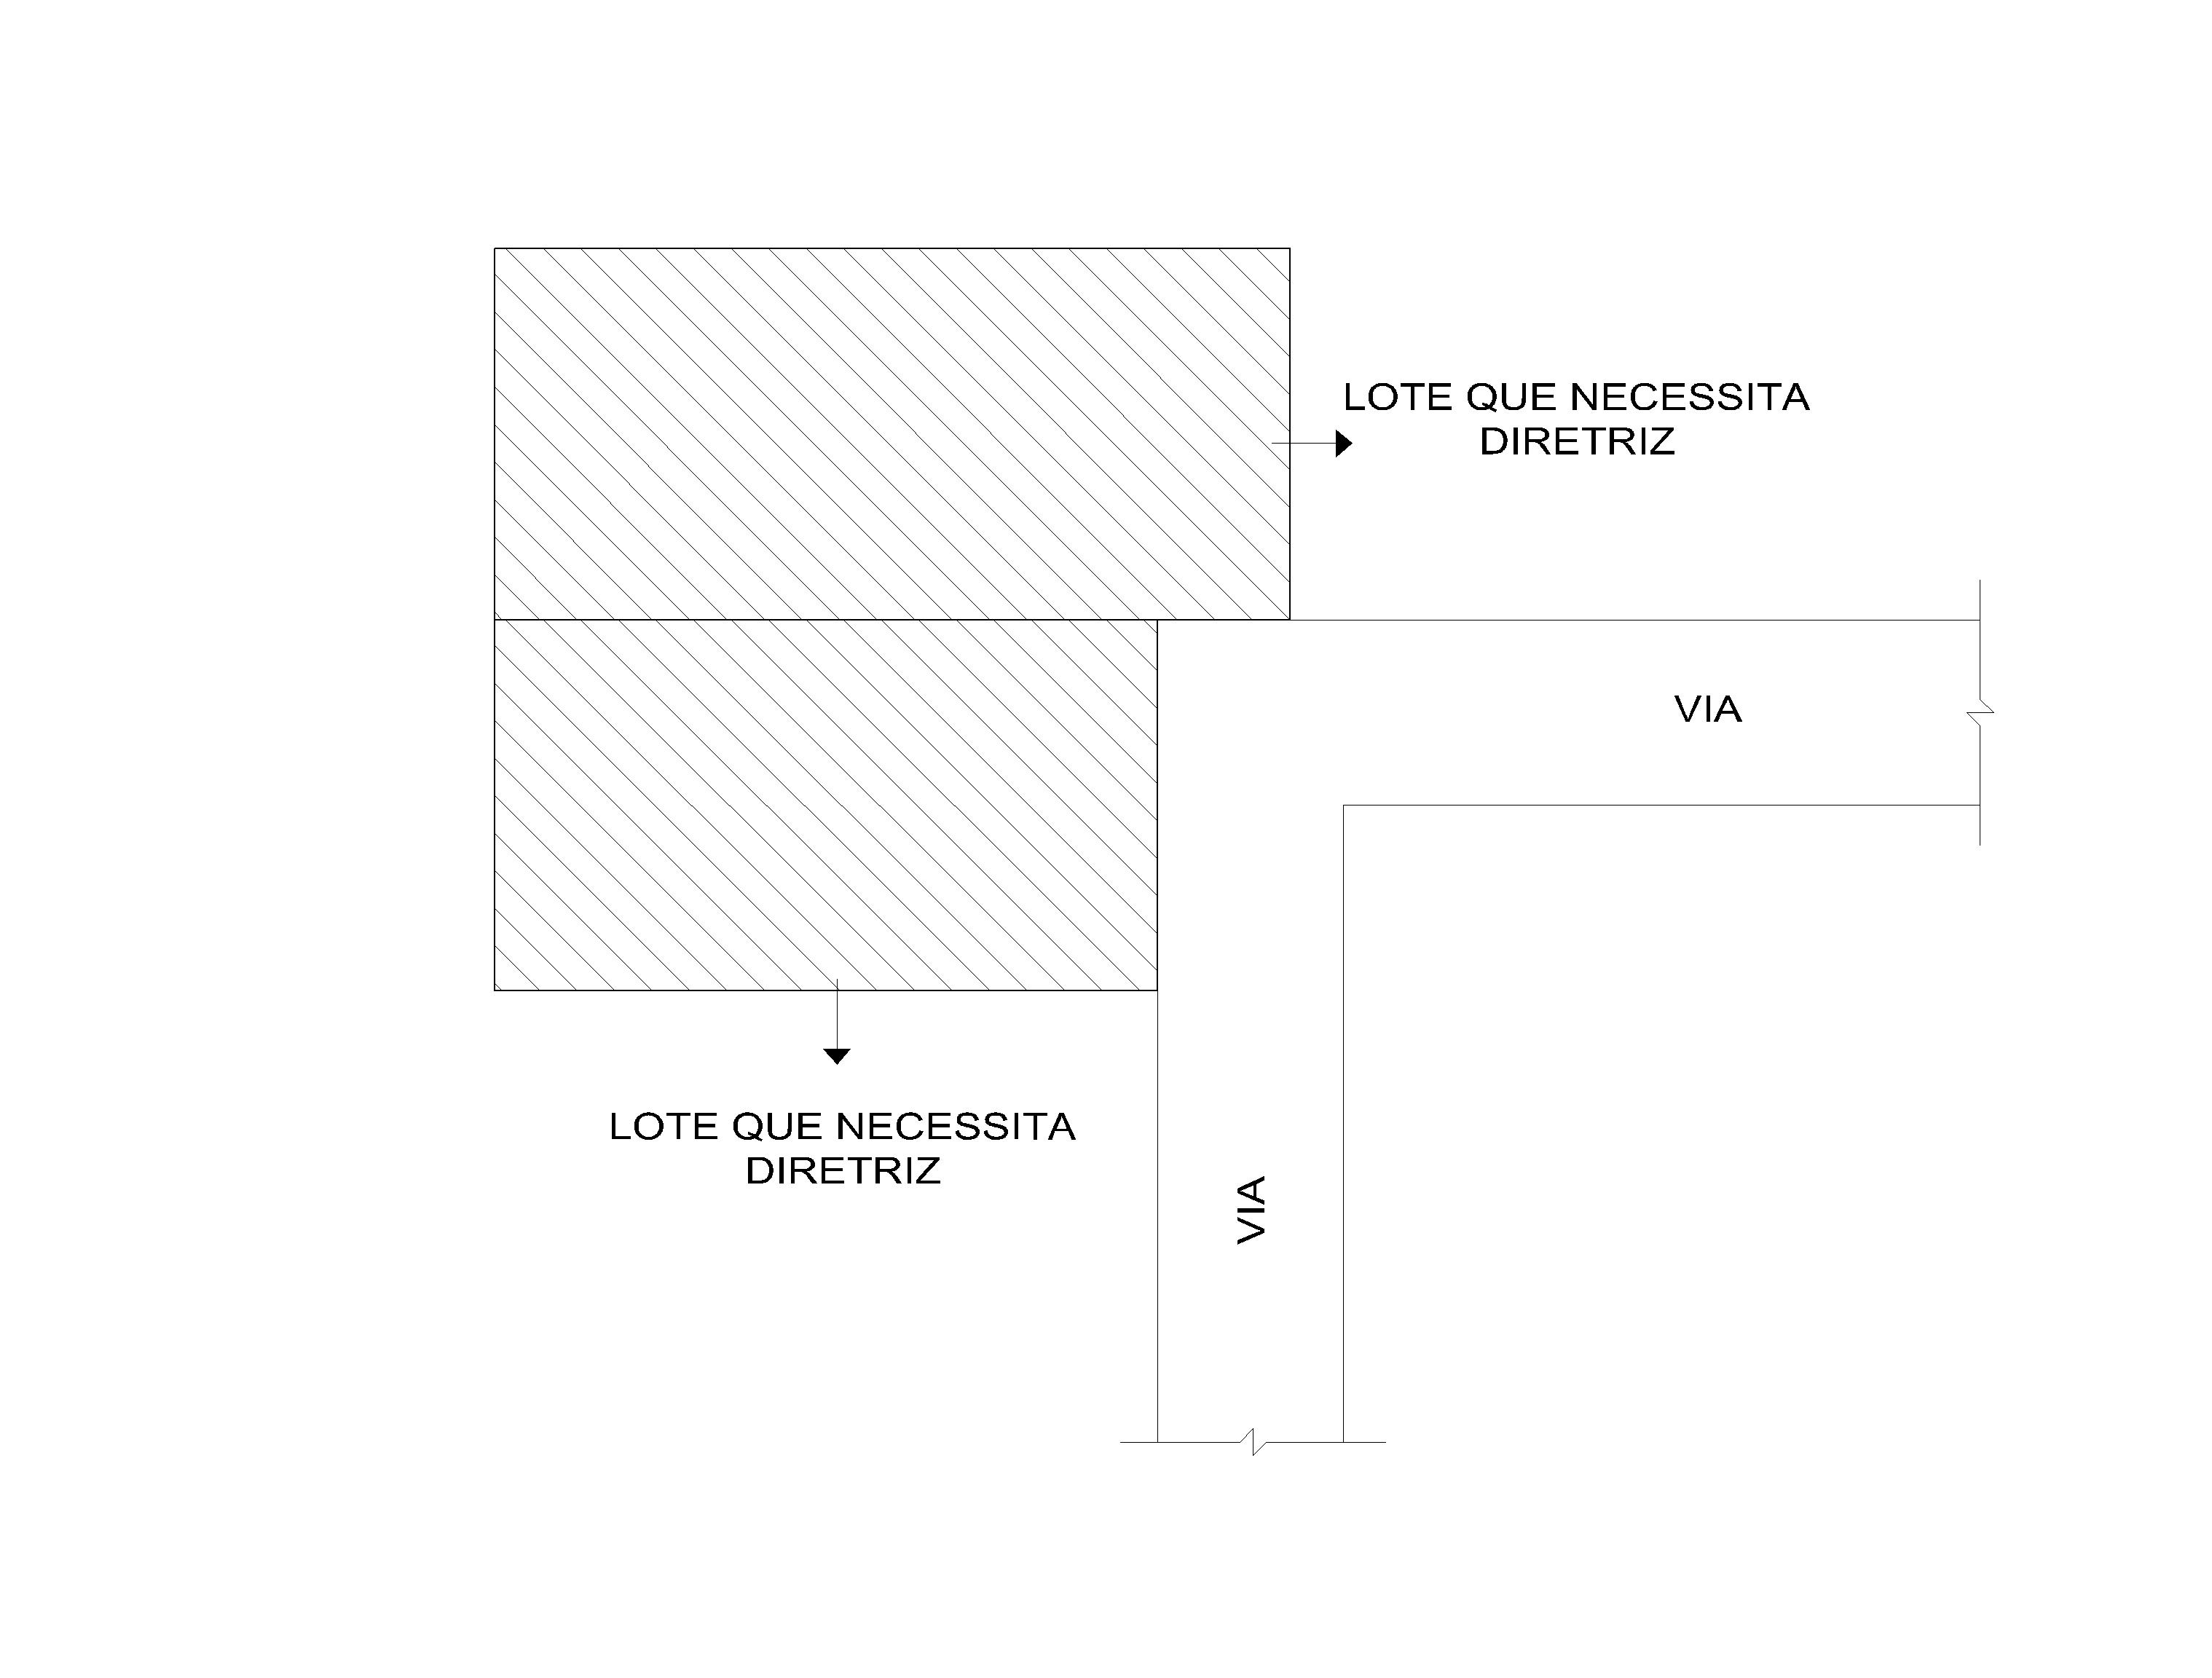 LOTE QUE NECESSITA
DIRETRIZ
VIA
LOTE QUE NECESSITA
DIRETRIZ
VIA